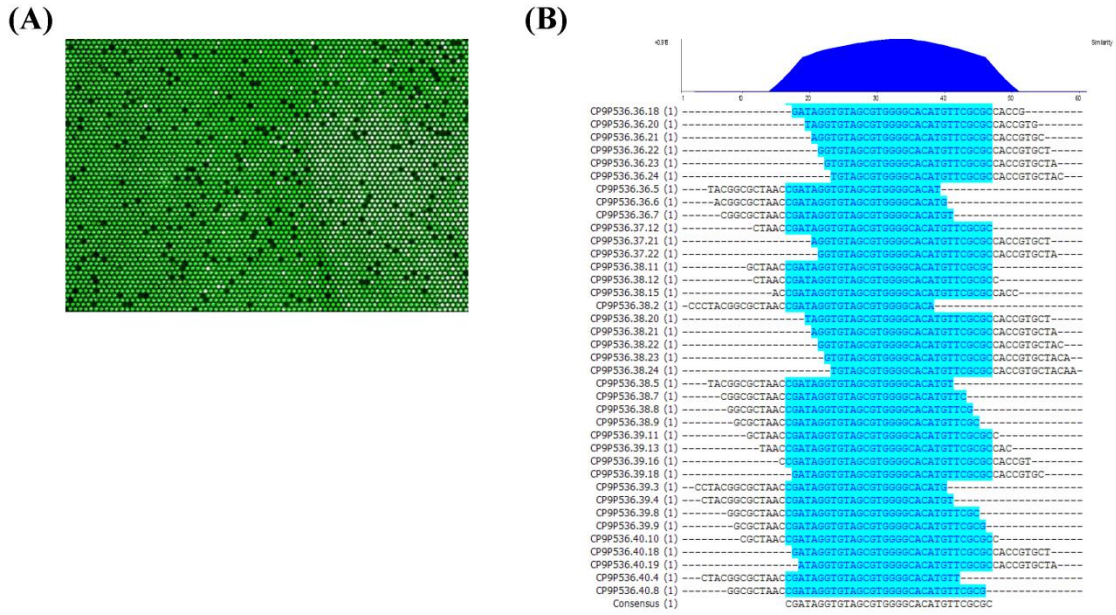 (A)
(B)
Similarity
1 10 20 30 40 50 60
CP9P536.36.18 (1) GATAGGTGTAGCGTGGGGCACATGTTCGCGCCACCG
CP9P536.36.20 (1) TAGGTGTAGCGTGGGGCACATGTTCGCGCCACCGTG
CP9P536.36.21 (1) AGGTGTAGCGTGGGGCACATGTTCGCGCCACCGTGC
CP9P536.36.22 (1) GGTGTAGCGTGGGGCACATGTTCGCGCCACCGTGCT
CP9P536.36.23 (1) GTGTAGCGTGGGGCACATGTTCGCGCCACCGTGCTA
CP9P536.36.24 (1) TGTAGCGTGGGGCACATGTTCGCGCCACCGTGCTAC
CP9P536.36.5 (1) TACGGCGCTAACCGATAGGTGTAGCGTGGGGCACAT
CP9P536.36.6 (1) ACGGCGCTAACCGATAGGTGTAGCGTGGGGCACATG
CP9P536.36.7 (1) CGGCGCTAACCGATAGGTGTAGCGTGGGGCACATGT
CP9P536.37.12 (1) CTAACCGATAGGTGTAGCGTGGGGCACATGTTCGCGC
CP9P536.37.21 (1) AGGTGTAGCGTGGGGCACATGTTCGCGCCACCGTGCT
CP9P536.37.22 (1) GGTGTAGCGTGGGGCACATGTTCGCGCCACCGTGCTA
CP9P536.38.11 (1) GCTAACCGATAGGTGTAGCGTGGGGCACATGTTCGCGC
CP9P536.38.12 (1) CTAACCGATAGGTGTAGCGTGGGGCACATGTTCGCGCC
CP9P536.38.15 (1) ACCGATAGGTGTAGCGTGGGGCACATGTTCGCGCCACC
CP9P536.38.2 (1) CCCTACGGCGCTAACCGATAGGTGTAGCGTGGGGCACA
CP9P536.38.20 (1) TAGGTGTAGCGTGGGGCACATGTTCGCGCCACCGTGCT
CP9P536.38.21 (1) AGGTGTAGCGTGGGGCACATGTTCGCGCCACCGTGCTA
CP9P536.38.22 (1) GGTGTAGCGTGGGGCACATGTTCGCGCCACCGTGCTAC
CP9P536.38.23 (1) GTGTAGCGTGGGGCACATGTTCGCGCCACCGTGCTACA
CP9P536.38.24 (1) TGTAGCGTGGGGCACATGTTCGCGCCACCGTGCTACAA
CP9P536.38.5 (1) TACGGCGCTAACCGATAGGTGTAGCGTGGGGCACATGT
CP9P536.38.7 (1) CGGCGCTAACCGATAGGTGTAGCGTGGGGCACATGTTC
CP9P536.38.8 (1) GGCGCTAACCGATAGGTGTAGCGTGGGGCACATGTTCG
CP9P536.38.9 (1) GCGCTAACCGATAGGTGTAGCGTGGGGCACATGTTCGC
CP9P536.39.11 (1) GCTAACCGATAGGTGTAGCGTGGGGCACATGTTCGCGCC
CP9P536.39.13 (1) TAACCGATAGGTGTAGCGTGGGGCACATGTTCGCGCCAC
CP9P536.39.16 (1) CCGATAGGTGTAGCGTGGGGCACATGTTCGCGCCACCGT
CP9P536.39.18 (1) GATAGGTGTAGCGTGGGGCACATGTTCGCGCCACCGTGC
CP9P536.39.3 (1) CCTACGGCGCTAACCGATAGGTGTAGCGTGGGGCACATG
CP9P536.39.4 (1) CTACGGCGCTAACCGATAGGTGTAGCGTGGGGCACATGT
CP9P536.39.8 (1) GGCGCTAACCGATAGGTGTAGCGTGGGGCACATGTTCGC
CP9P536.39.9 (1) GCGCTAACCGATAGGTGTAGCGTGGGGCACATGTTCGCG
CP9P536.40.10 (1) CGCTAACCGATAGGTGTAGCGTGGGGCACATGTTCGCGCC
CP9P536.40.18 (1) GATAGGTGTAGCGTGGGGCACATGTTCGCGCCACCGTGCT
CP9P536.40.19 (1) ATAGGTGTAGCGTGGGGCACATGTTCGCGCCACCGTGCTA
CP9P536.40.4 (1) CTACGGCGCTAACCGATAGGTGTAGCGTGGGGCACATGTT
CP9P536.40.8 (1) GGCGCTAACCGATAGGTGTAGCGTGGGGCACATGTTCGCG
Consensus (1) CGATAGGTGTAGCGTGGGGCACATGTTCGCGC